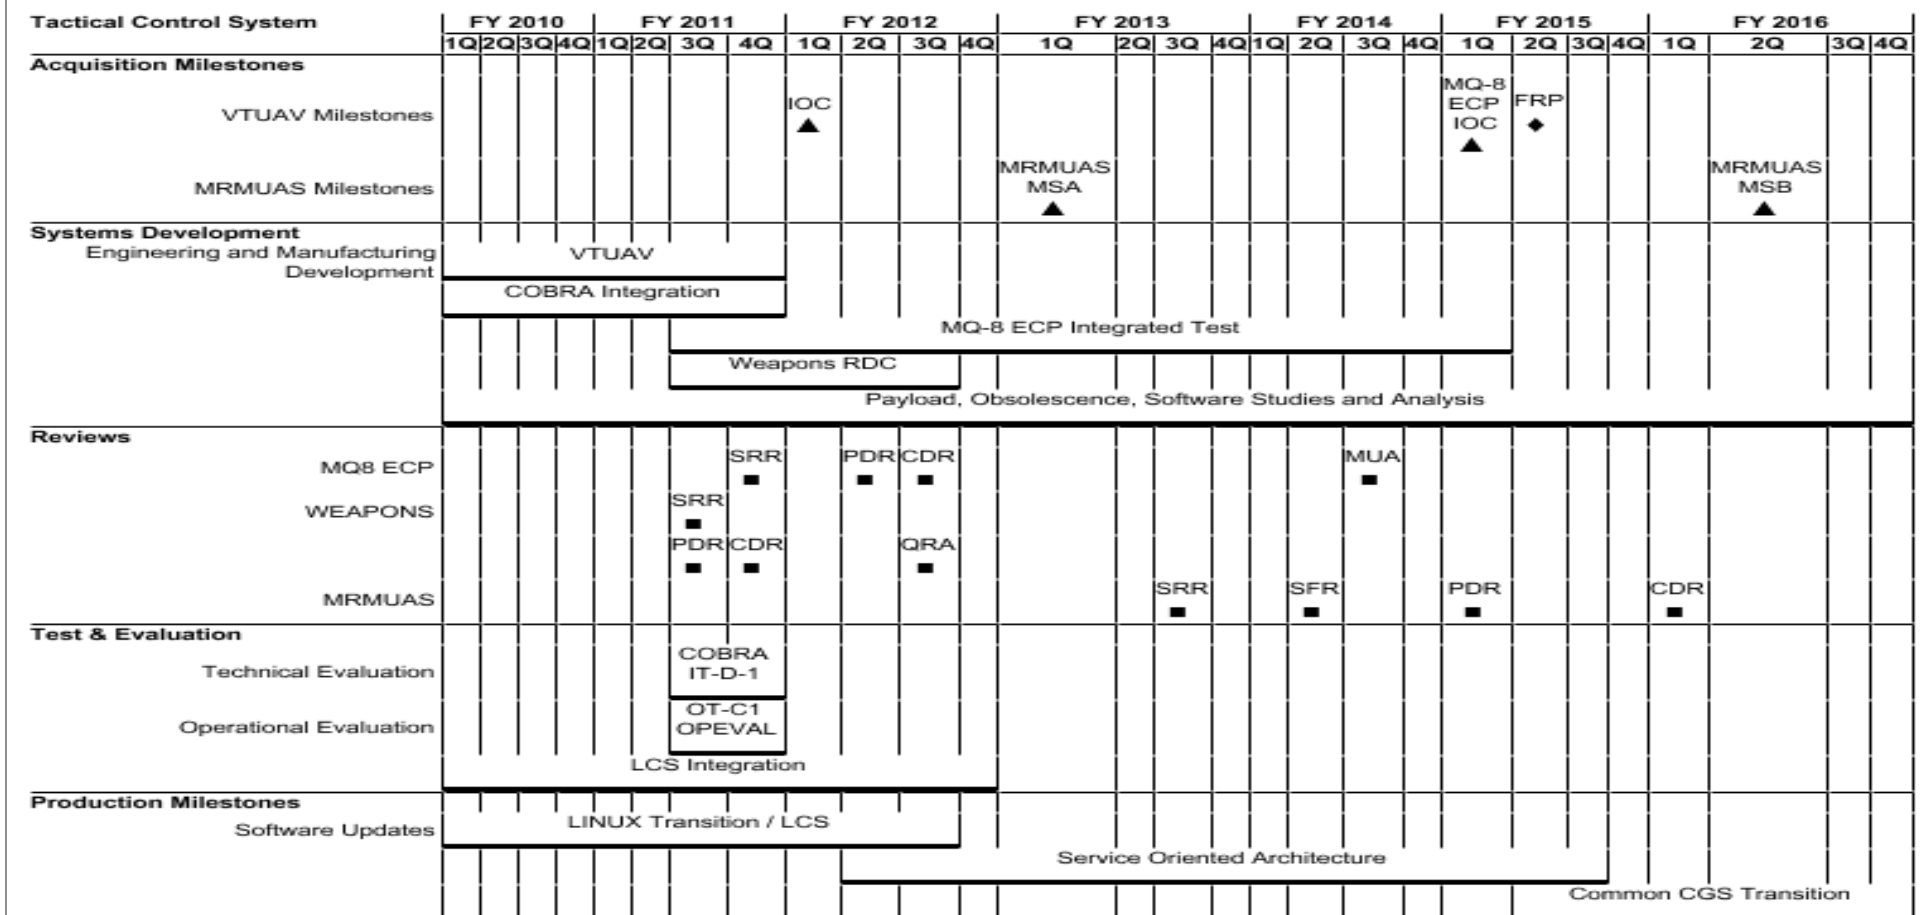 Tactical Control System FY 2010 FY 2011 FY 2012 FY 2013 FY 2014 FY 2015 FY 2016
1Q 2Q 3Q 4Q 1Q 2Q 3Q 4Q 1Q 2Q 3Q 4Q 1Q 2Q 3Q 4Q 1Q 2Q 3Q 4Q 1Q 2Q 3Q 4Q 1Q 2Q 3Q 4Q
Acquisition Milestones
VTUAV Milestones IOC MQ-8 ECP IOC FRP
MRMUAS Milestones MRMUAS MSA MRMUAS MSB
Systems Development
Engineering and Manufacturing VTUAV
Development
COBRA Integration
MQ-8 ECP Integrated Test
Weapons RDC
Payload, Obsolescence, Software Studies and Analysis
Reviews
MQ8 ECP SRR PDR CDR MUA
WEAPONS SRR
PDR CDR QRA
MRMUAS SRR SFR PDR CDR
Test & Evaluation
Technical Evaluation COBRA IT-D-1
Operational Evaluation OT-C1 OPEVAL
LCS Integration
Production Milestones
Software Updates LINUX Transition / LCS
Service Oriented Architecture
Common CGS Transition